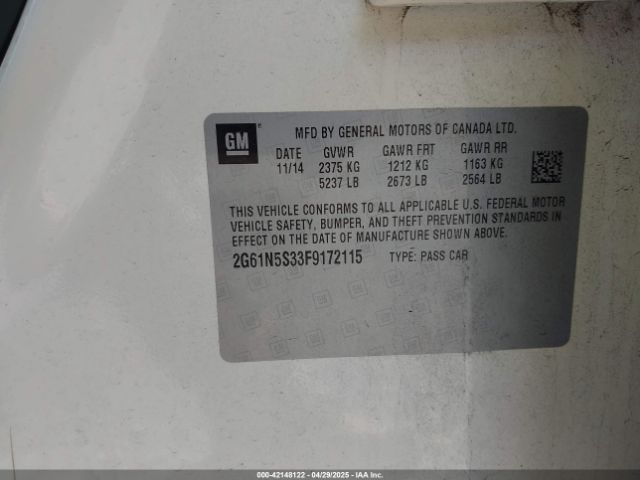 GM
MFD BY GENERAL MOTORS OF CANADA LTD.
DATE GVWR GAWR FRT GAWR RR
11/14 2375 KG 1212 KG 1163 KG
5237 LB 2673 LB 2564 LB
THIS VEHICLE CONFORMS TO ALL APPLICABLE U.S. FEDERAL MOTOR
VEHICLE SAFETY, BUMPER, AND THEFT PREVENTION STANDARDS IN
EFFECT ON THE DATE OF MANUFACTURE SHOWN ABOVE.
2G61N5S33F9172115 TYPE: PASS CAR
000-42148122 - 04/29/2025 - IAA, Inc.